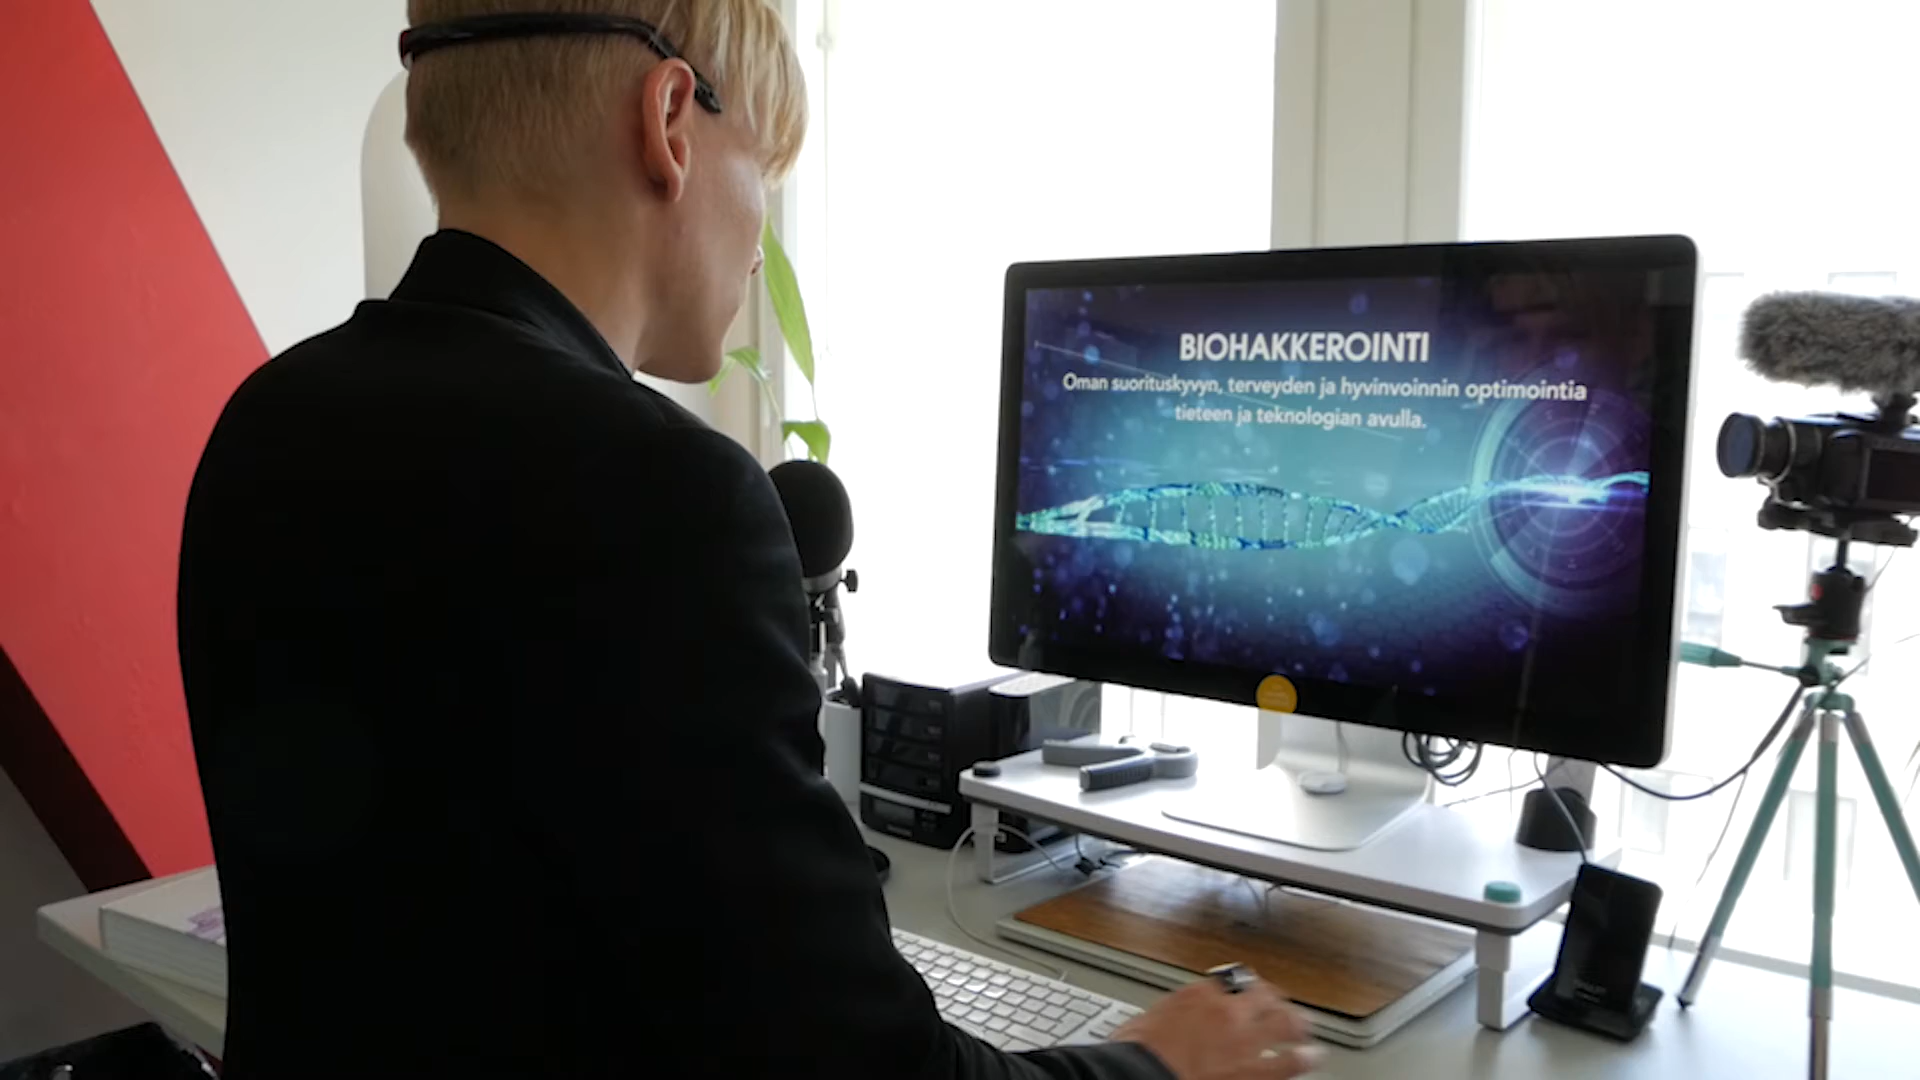 BIOHAKKEROINTI
Oman suorituskyvyn, terveyden ja hyvinvoinnin optimointia
tieteen ja teknologian avulla.